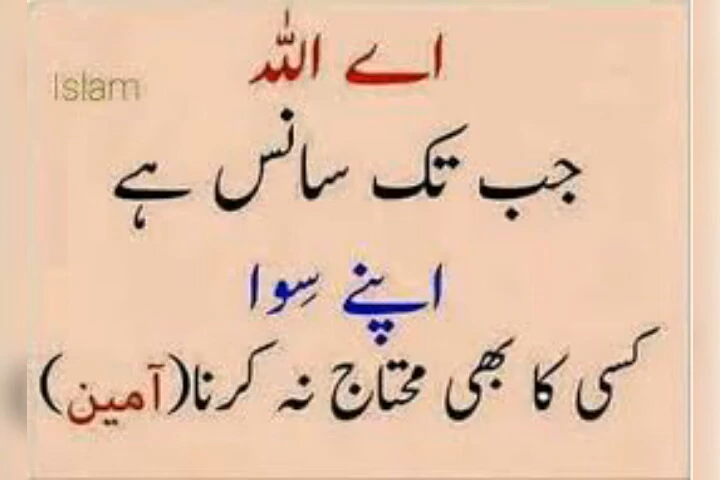 اے اللہ
Islam
جب تک سانس ہے
اپنے سِوا
کسی کا بھی محتاج نہ کرنا (آمین)